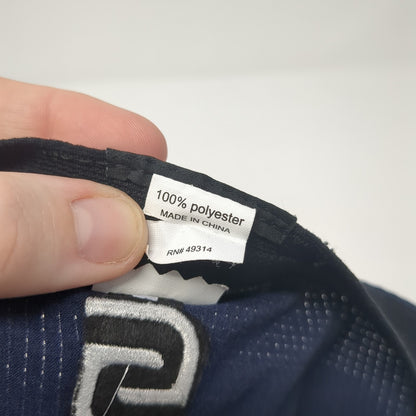 100% polyester
MADE IN CHINA
RN# 49314